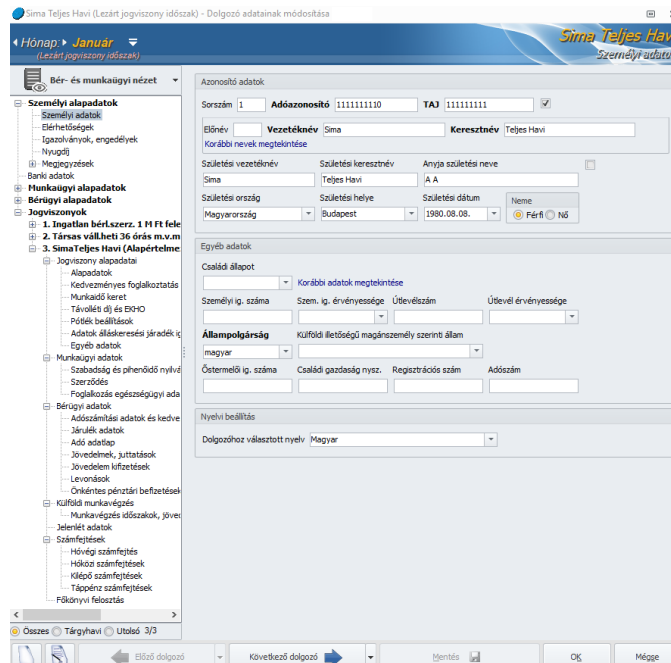 Sima Teljes Havi (Lezárt jogviszony időszak) - Dolgozó adatainak módosítása
Hónap: Január
(Lezárt jogviszony időszak)
Sima Teljes Hav
Személyi adato
Bér- és munkaügyi nézet
Személyi alapadatok
Személyi adatok
Elérhetőségek
Igazolványok, engedélyek
Nyugdíj
Megjegyzések
Banki adatok
Munkaügyi alapadatok
Bérügyi alapadatok
Jogviszonyok
1. Ingatlan bérl.szerz. 1 M Ft fele
2. Társas váll.heti 36 órás m.v.m
3. SimaTeljes Havi (Alapértelme:
Jogviszony alapadatai
Alapadatok
Kedvezményes foglalkoztatás
Munkaidő keret
Távolléti díj és EKHO
Pótlék beállítások
Adatok álláskeresési járadék ig
Egyéb adatok
Munkaügyi adatok
Szabadság és pihenőidő nyilvá
Szerződés
Foglalkozás egészségügyi ada
Bérügyi adatok
Adószámítási adatok és kedve
Járulék adatok
Adó adatlap
Jövedelmek, juttatások
Jövedelem kifizetések
Levonások
Önkéntes pénztári befizetések
Külföldi munkavégzés
Munkavégzés időszakok, jöved
Jelenlét adatok
Számfejtések
Hóvégi számfejtés
Hóközi számfejtések
Kilépő számfejtések
Táppénz számfejtések
Főkönyvi felosztás
Összes Tárgyhavi Utolsó 3/3
Azonosító adatok
Sorszám 1 Adóazonosító 1111111110 TAJ 111111111
Előnév Vezetéknév Sima Keresztnév Teljes Havi
Korábbi nevek megtekintése
Születési vezetéknév Születési keresztnév Anyja születési neve
Sima Teljes Havi A A
Születési ország Születési helye Születési dátum Neme
Magyarország Budapest 1980.08.08. Férfi Nő
Egyéb adatok
Családi állapot
Korábbi adatok megtekintése
Személyi ig. száma Szem. ig. érvényessége Útlevélszám Útlevél érvényessége
Állampolgárság Külföldi illetőségű magánszemély szerinti állam
magyar
Őstermelői ig. száma Családi gazdaság nysz. Regisztrációs szám Adószám
Nyelvi beállítás
Dolgozóhoz választott nyelv Magyar
Előző dolgozó Következő dolgozó Mentés OK Mégse